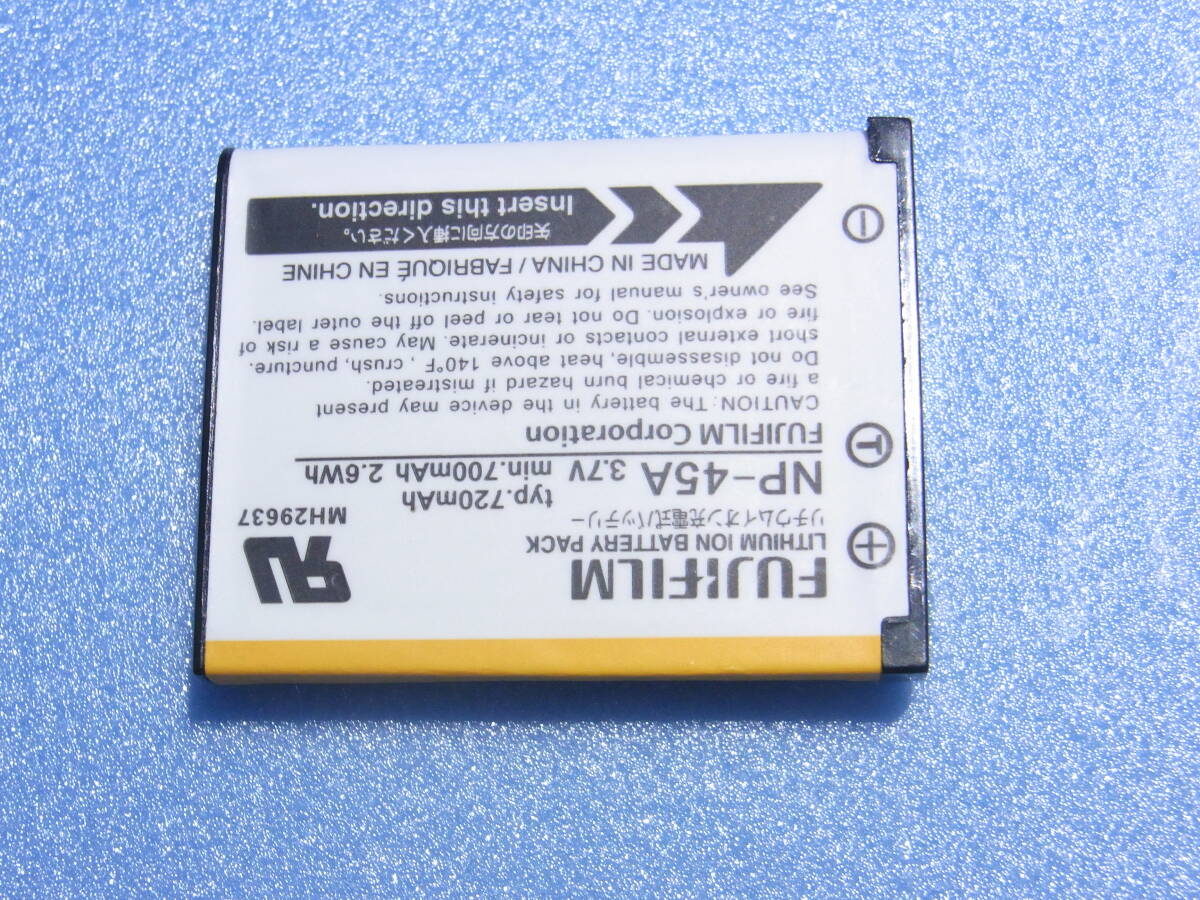 FUJIFILM
LITHIUM ION BATTERY PACK
リチウムイオン充電式バッテリー
NP-45A 3.7V typ.720mAh
min.700mAh 2.6Wh
MH29637
FUJIFILM Corporation
CAUTION: The battery in the device may present
a fire or chemical burn hazard if mistreated.
Do not disassemble, heat above 140°F , crush, puncture,
short external contacts or incinerate. May cause a risk of
fire or explosion. Do not tear or peel off the outer label.
See owner's manual for safety instructions.
MADE IN CHINA / FABRIQUÉ EN CHINE
矢印の方向に挿入ください。
Insert this direction.
+
T
−